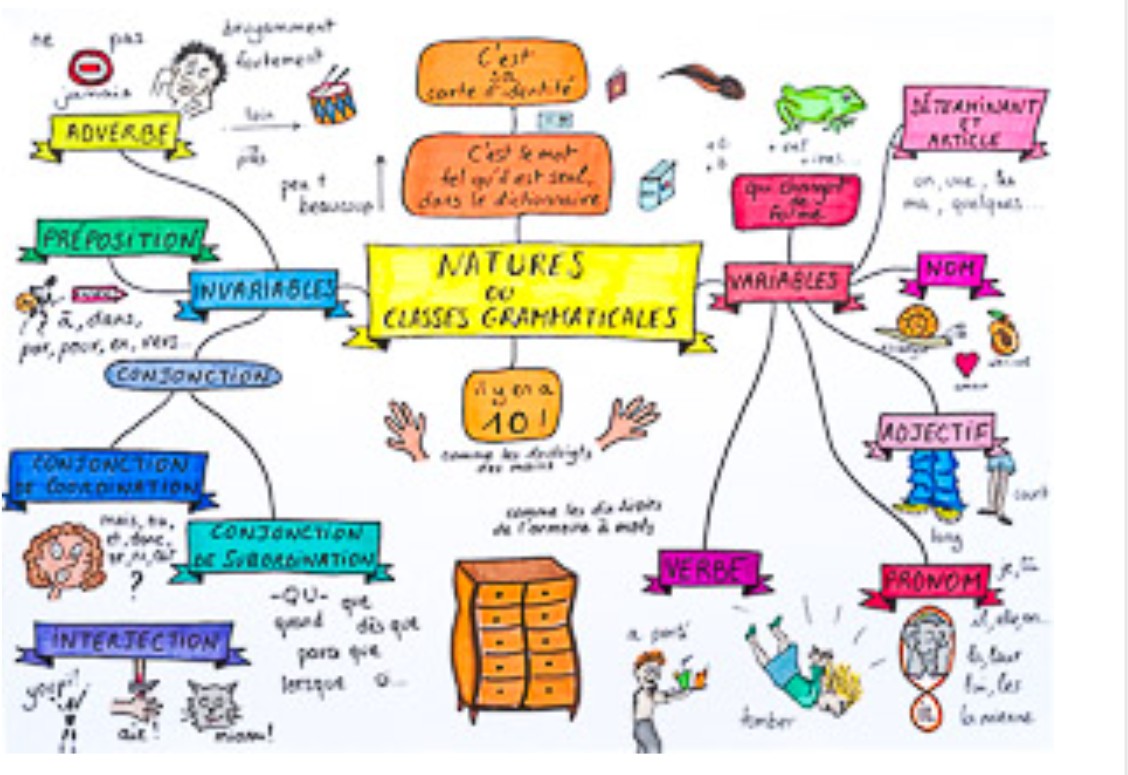 ne pas
jamais
bruyamment
fortement
ADVERBE
loin
près
peu +
beaucoup
C'est
sa
carte d'identité
C'est le mot
tel qu'il est seul,
dans le dictionnaire
qui changent
de
forme
DÉTERMINANT
ET
ARTICLE
un, une, la
ma, quelques...
PRÉPOSITION
à, dans,
par, pour, en, vers...
INVARIABLES
NATURES
OU
CLASSES GRAMMATICALES
VARIABLES
NOM
amour
CONJONCTION
il y en a
10 !
comme les doigts
des mains
ADJECTIF
court
long
CONJONCTION
DE COORDINATION
mais, ou,
et, donc,
or, ni, car
?
CONJONCTION
DE SUBORDINATION
-QU- que
quand dès que
parce que
lorsque
comme les dix tiroirs
de l'armoire à mots
VERBE
a porté
tomber
PRONOM
je, tu
il, elle, on...
la, leur
lui, les
la mienne
INTERJECTION
youpi!
aïe!
miaou!